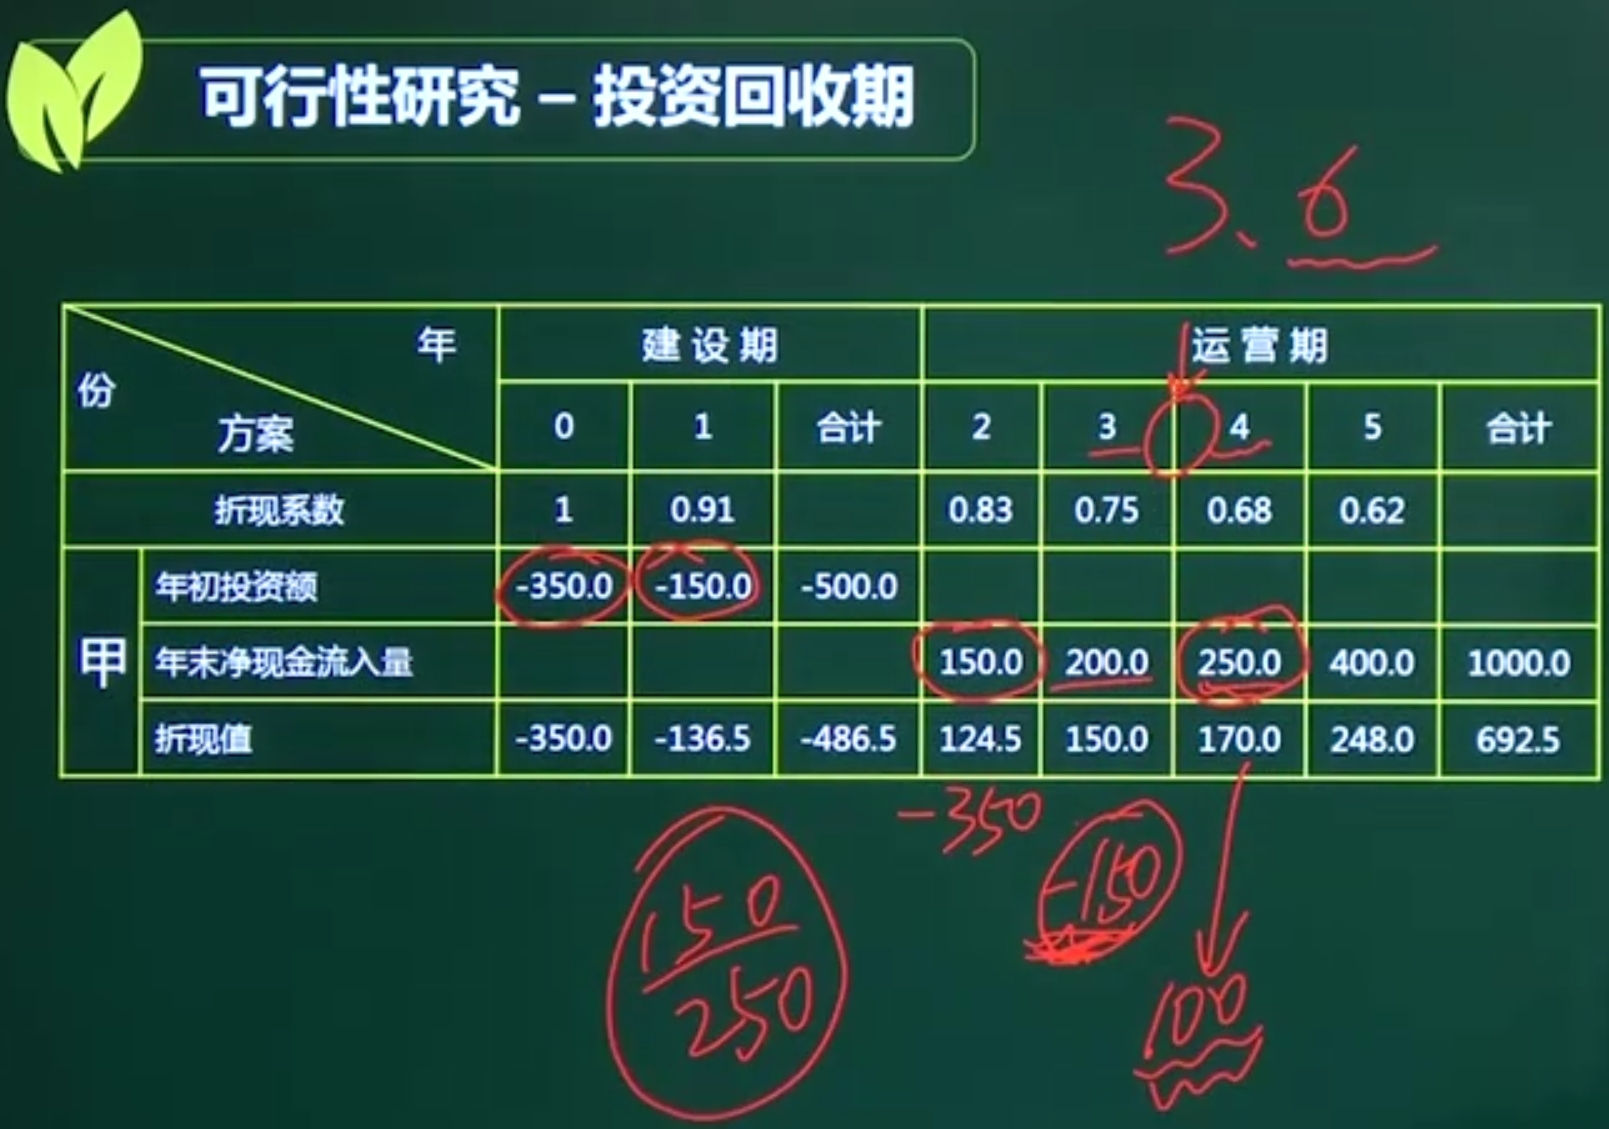 可行性研究 – 投资回收期
3、6
年 建设期 运营期
份
方案 0 1 合计 2 3 4 5 合计
折现系数 1 0.91 0.83 0.75 0.68 0.62
甲
年初投资额 -350.0 -150.0 -500.0
年末净现金流入量 150.0 200.0 250.0 400.0 1000.0
折现值 -350.0 -136.5 -486.5 124.5 150.0 170.0 248.0 692.5
-350
-150
150
250
100